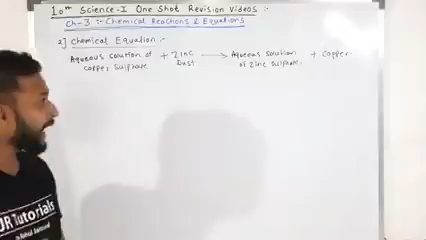 10th Science-I One Shot Revision Videos :-
Ch-3 :- Chemical Reactions & Equations
2] Chemical Equation :-
Aqueous solution of + Zinc → Aqueous solution + Copper
copper sulphate Dust of Zinc sulphate.
JR Tutorials